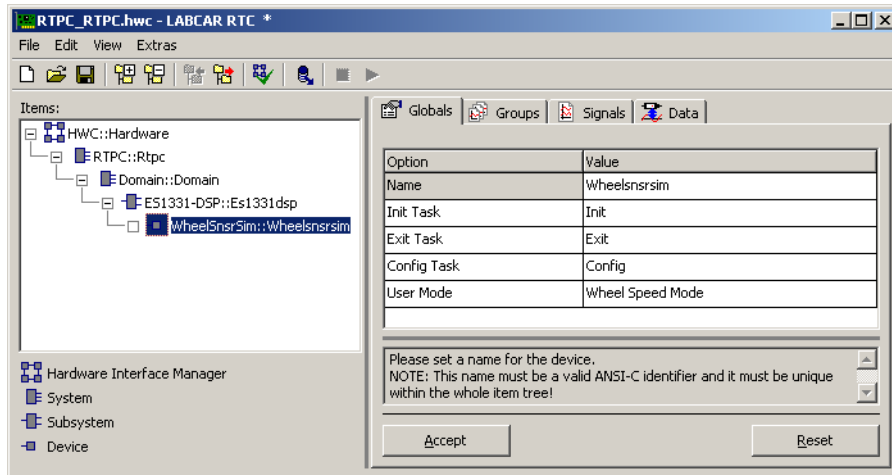 RTPC_RTPC.hwc - LABCAR RTC *
File Edit View Extras
Items:
HWC::Hardware
RTPC::Rtpc
Domain::Domain
ES1331-DSP::Es1331dsp
WheelSnsrSim::Wheelsnsrsim
Hardware Interface Manager
System
Subsystem
Device
Globals Groups Signals Data
Option Value
Name Wheelsnsrsim
Init Task Init
Exit Task Exit
Config Task Config
User Mode Wheel Speed Mode
Please set a name for the device.
NOTE: This name must be a valid ANSI-C identifier and it must be unique
within the whole item tree!
Accept Reset